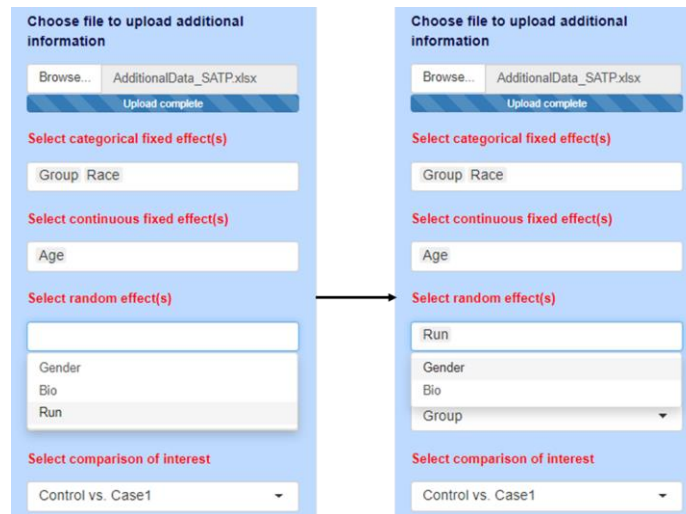 Choose file to upload additional
information
Browse... AdditionalData_SATP.xlsx
Upload complete
Select categorical fixed effect(s)
Group Race
Select continuous fixed effect(s)
Age
Select random effect(s)
Gender
Bio
Run
Select comparison of interest
Control vs. Case1
Choose file to upload additional
information
Browse... AdditionalData_SATP.xlsx
Upload complete
Select categorical fixed effect(s)
Group Race
Select continuous fixed effect(s)
Age
Select random effect(s)
Run
Gender
Bio
Group
Select comparison of interest
Control vs. Case1